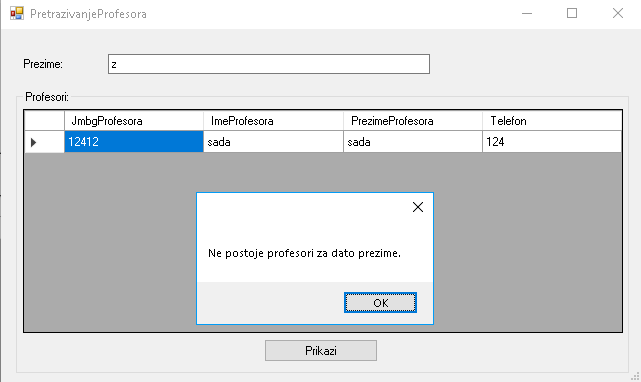 PretrazivanjeProfesora
Prezime: z
Profesori:
JmbgProfesora ImeProfesora PrezimeProfesora Telefon
12412 sada sada 124
Ne postoje profesori za dato prezime.
OK
Prikazi